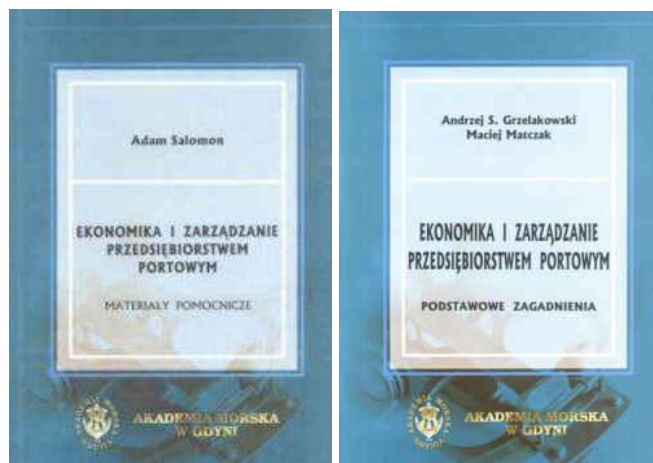 Adam Salomon
EKONOMIKA I ZARZĄDZANIE
PRZEDSIĘBIORSTWEM
PORTOWYM
MATERIAŁY POMOCNICZE
AKADEMIA MORSKA
W GDYNI
Andrzej S. Grzelakowski
Maciej Matczak
EKONOMIKA I ZARZĄDZANIE
PRZEDSIĘBIORSTWEM PORTOWYM
PODSTAWOWE ZAGADNIENIA
AKADEMIA MORSKA
W GDYNI